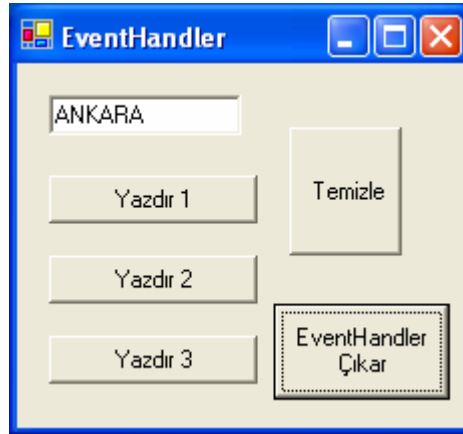 EventHandler
ANKARA
Yazdır 1
Temizle
Yazdır 2
Yazdır 3
EventHandler
Çıkar